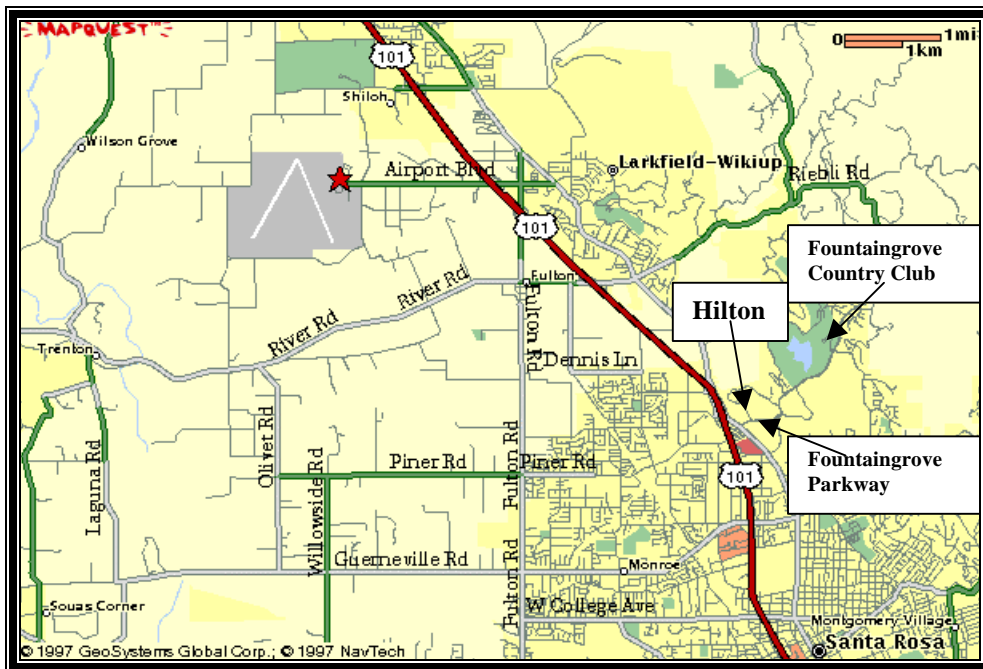 MAPQUEST™
101
0 1mi
1km
Shiloh
Wilson Grove
Airport Blvd
Larkfield-Wikiup
Riebli Rd
101
Fountaingrove
Country Club
Fulton
River Rd
River Rd
Fulton Rd
Hilton
Trenton
Dennis Ln
Olivet Rd
Laguna Rd
Willowside Rd
Piner Rd
Fulton Rd
Piner Rd
101
Fountaingrove
Parkway
Guerneville Rd
Monroe
Fulton Rd
W College Ave
Souas Corner
Montgomery Village
Santa Rosa
© 1997 GeoSystems Global Corp.; © 1997 NavTech